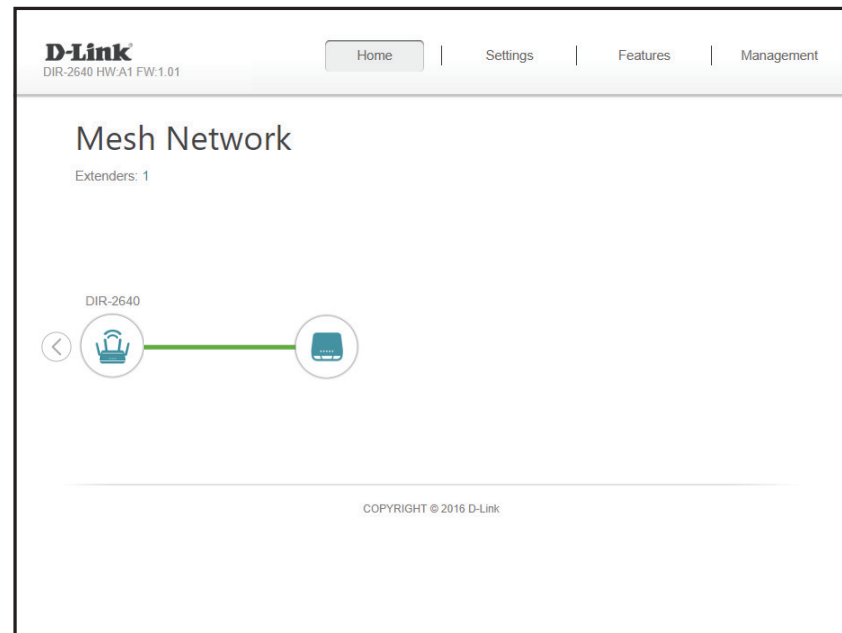 D-Link
DIR-2640 HW:A1 FW:1.01
Home
Settings
Features
Management
Mesh Network
Extenders: 1
DIR-2640
COPYRIGHT © 2016 D-Link